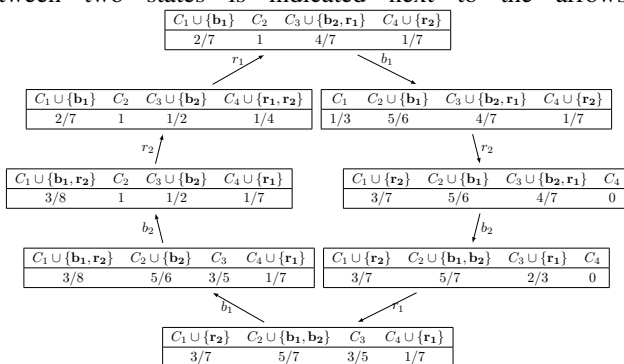 between two states is indicated next to the arrows
C₁ ∪ {b₁} C₂ C₃ ∪ {b₂, r₁} C₄ ∪ {r₂}
2/7 1 4/7 1/7
r₁ b₁
C₁ ∪ {b₁} C₂ C₃ ∪ {b₂} C₄ ∪ {r₁, r₂} C₁ C₂ ∪ {b₁} C₃ ∪ {b₂, r₁} C₄ ∪ {r₂}
2/7 1 1/2 1/4 1/3 5/6 4/7 1/7
r₂ r₂
C₁ ∪ {b₁, r₂} C₂ C₃ ∪ {b₂} C₄ ∪ {r₁} C₁ ∪ {r₂} C₂ ∪ {b₁} C₃ ∪ {b₂, r₁} C₄
3/8 1 1/2 1/7 3/7 5/6 4/7 0
b₂ b₂
C₁ ∪ {b₁, r₂} C₂ ∪ {b₂} C₃ C₄ ∪ {r₁} C₁ ∪ {r₂} C₂ ∪ {b₁, b₂} C₃ ∪ {r₁} C₄
3/8 5/6 3/5 1/7 3/7 5/7 2/3 0
b₁ r₁
C₁ ∪ {r₂} C₂ ∪ {b₁, b₂} C₃ C₄ ∪ {r₁}
3/7 5/7 3/5 1/7